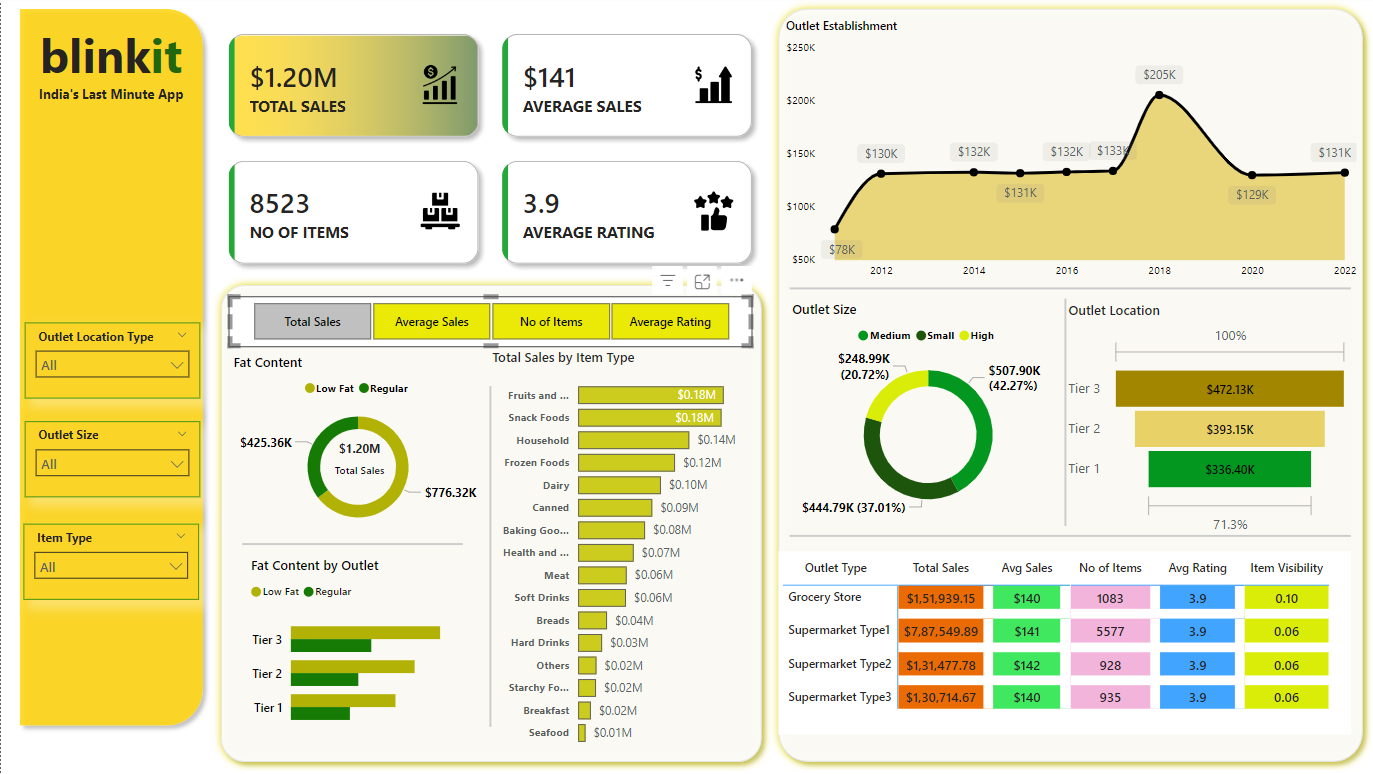 blinkit
India's Last Minute App
Outlet Location Type
All
Outlet Size
All
Item Type
All
$1.20M
TOTAL SALES
$141
AVERAGE SALES
8523
NO OF ITEMS
3.9
AVERAGE RATING
Total Sales
Average Sales
No of Items
Average Rating
Fat Content
Low Fat Regular
$425.36K
$1.20M
Total Sales
$776.32K
Fat Content by Outlet
Low Fat Regular
Tier 3
Tier 2
Tier 1
Total Sales by Item Type
Fruits and ... $0.18M
Snack Foods $0.18M
Household $0.14M
Frozen Foods $0.12M
Dairy $0.10M
Canned $0.09M
Baking Goo... $0.08M
Health and ... $0.07M
Meat $0.06M
Soft Drinks $0.06M
Breads $0.04M
Hard Drinks $0.03M
Others $0.02M
Starchy Fo... $0.02M
Breakfast $0.02M
Seafood $0.01M
Outlet Establishment
$250K
$200K
$150K
$100K
$50K
$78K
$130K
$132K
$131K
$132K
$133K
$205K
$129K
$131K
2012 2014 2016 2018 2020 2022
Outlet Size
Medium Small High
$248.99K
(20.72%)
$507.90K
(42.27%)
$444.79K (37.01%)
Outlet Location
100%
Tier 3 $472.13K
Tier 2 $393.15K
Tier 1 $336.40K
71.3%
Outlet Type Total Sales Avg Sales No of Items Avg Rating Item Visibility
Grocery Store $1,51,939.15 $140 1083 3.9 0.10
Supermarket Type1 $7,87,549.89 $141 5577 3.9 0.06
Supermarket Type2 $1,31,477.78 $142 928 3.9 0.06
Supermarket Type3 $1,30,714.67 $140 935 3.9 0.06